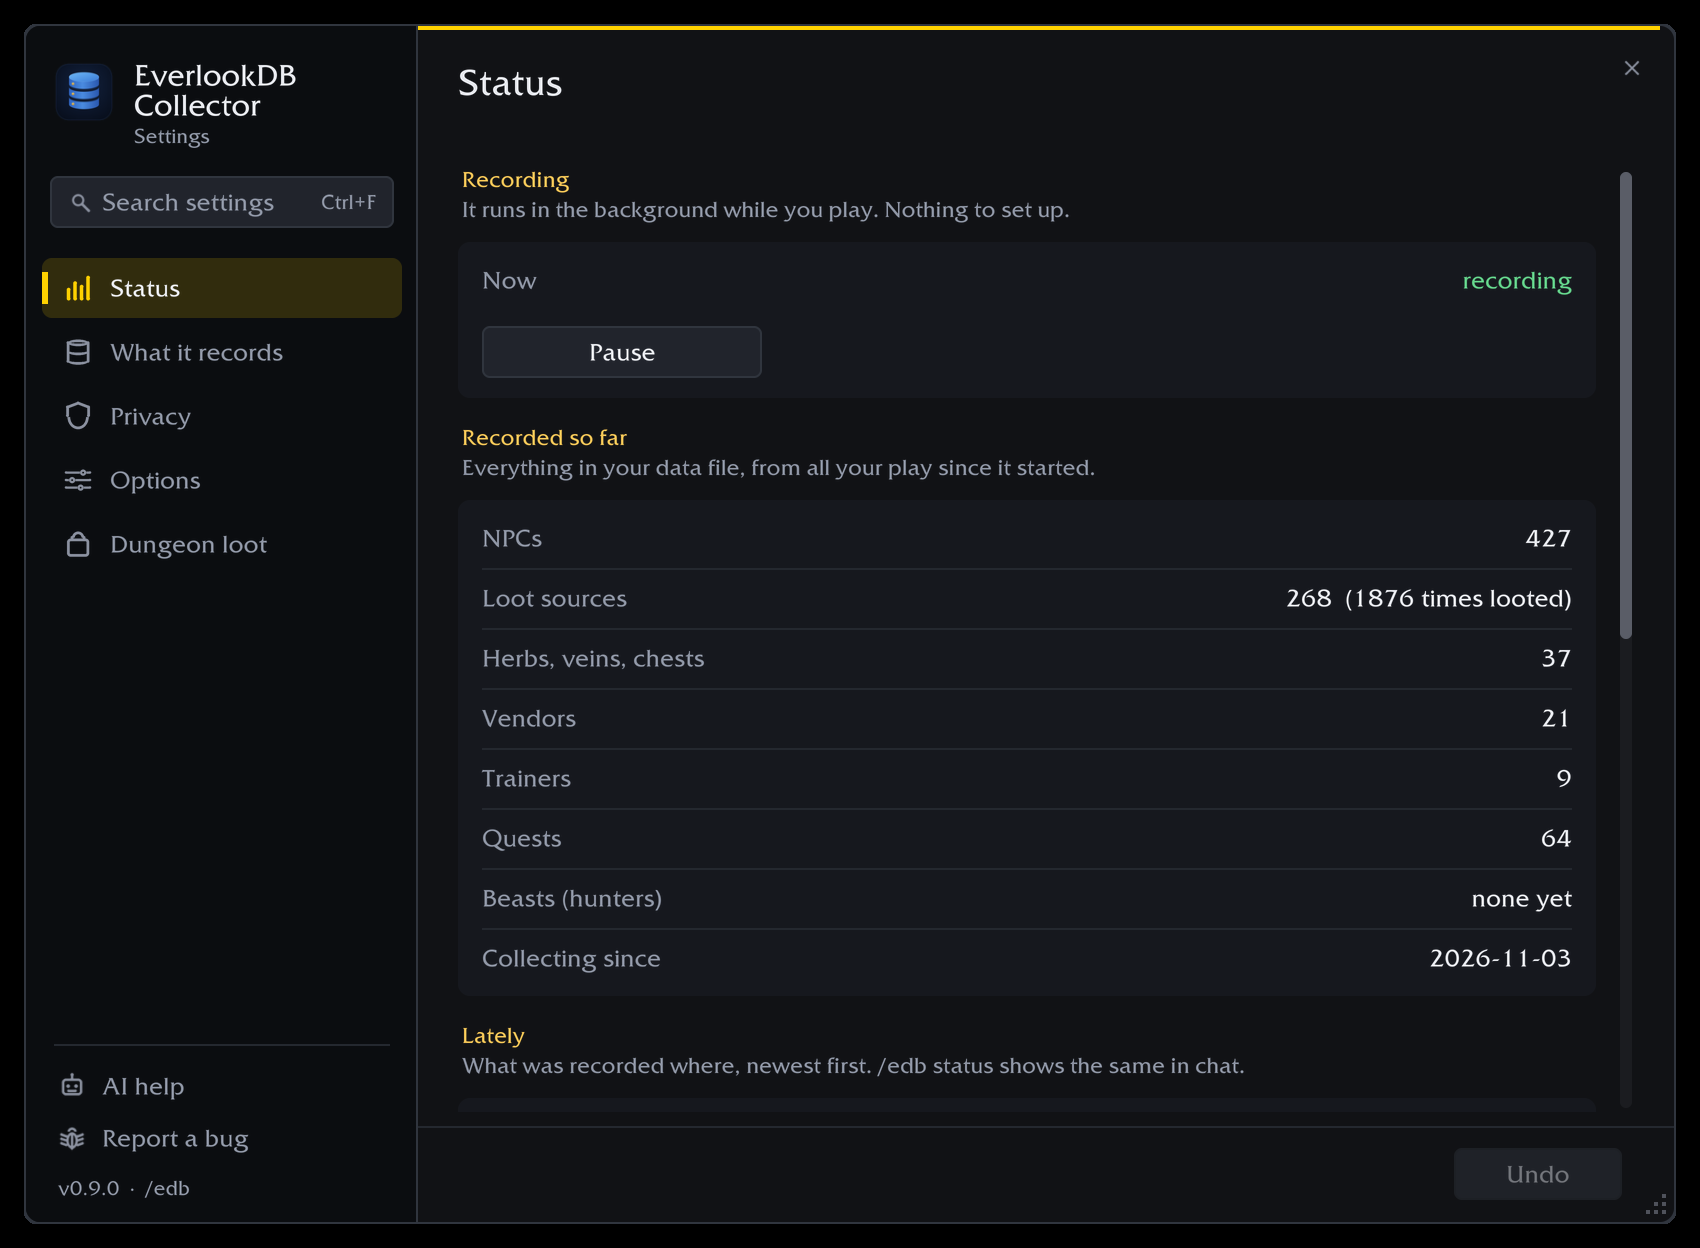 EverlookDB
Collector
Settings
Search settings Ctrl+F
Status
What it records
Privacy
Options
Dungeon loot
AI help
Report a bug
v0.9.0 · /edb
Status
Recording
It runs in the background while you play. Nothing to set up.
Now recording
Pause
Recorded so far
Everything in your data file, from all your play since it started.
NPCs 427
Loot sources 268 (1876 times looted)
Herbs, veins, chests 37
Vendors 21
Trainers 9
Quests 64
Beasts (hunters) none yet
Collecting since 2026-11-03
Lately
What was recorded where, newest first. /edb status shows the same in chat.
Undo